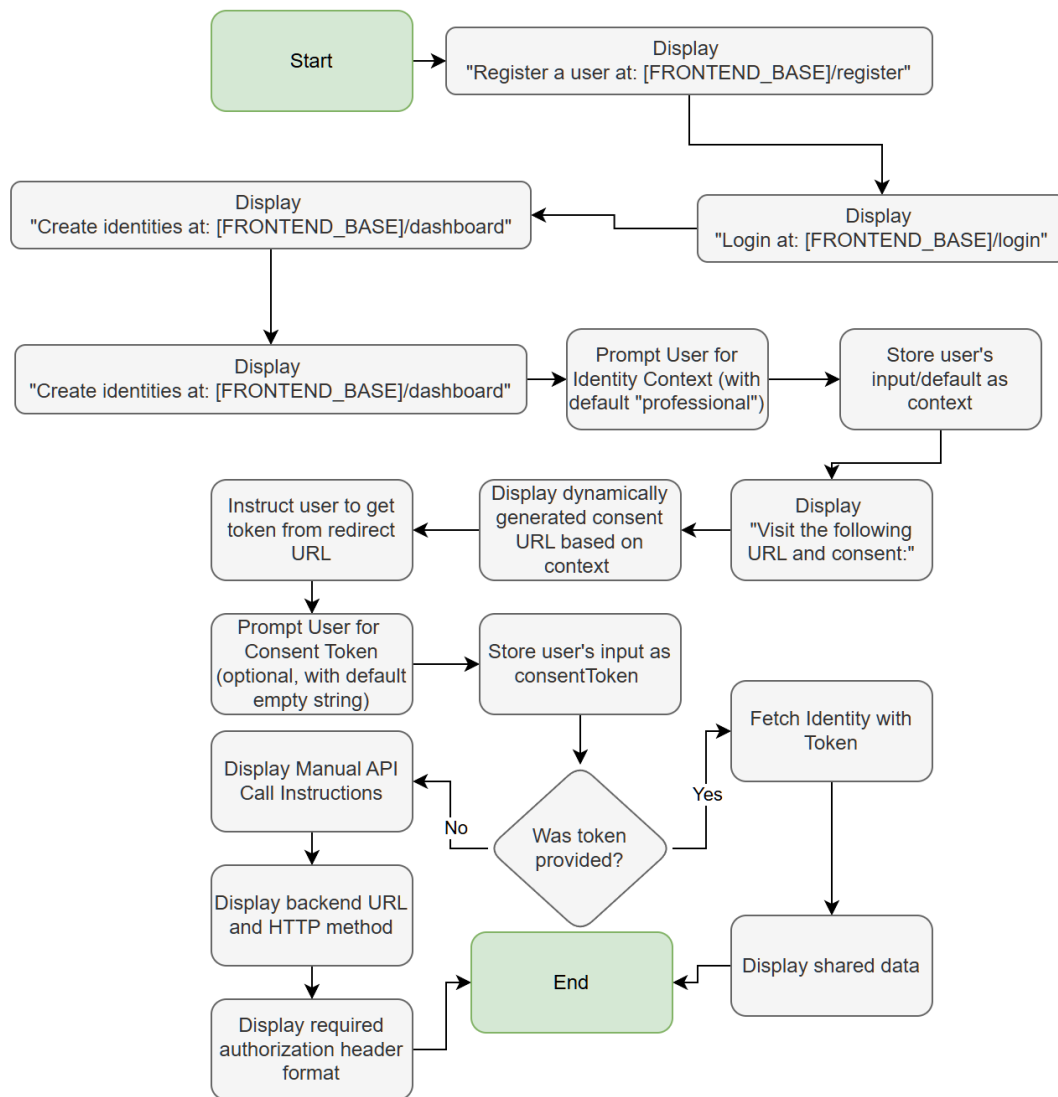 Start
Display
"Register a user at: [FRONTEND_BASE]/register"
Display
"Login at: [FRONTEND_BASE]/login"
Display
"Create identities at: [FRONTEND_BASE]/dashboard"
Display
"Create identities at: [FRONTEND_BASE]/dashboard"
Prompt User for
Identity Context (with
default "professional")
Store user's
input/default as
context
Display
"Visit the following
URL and consent:"
Display dynamically
generated consent
URL based on
context
Instruct user to get
token from redirect
URL
Prompt User for
Consent Token
(optional, with default
empty string)
Store user's input as
consentToken
Was token
provided?
Yes
Fetch Identity with
Token
Display shared data
No
Display Manual API
Call Instructions
Display backend URL
and HTTP method
Display required
authorization header
format
End